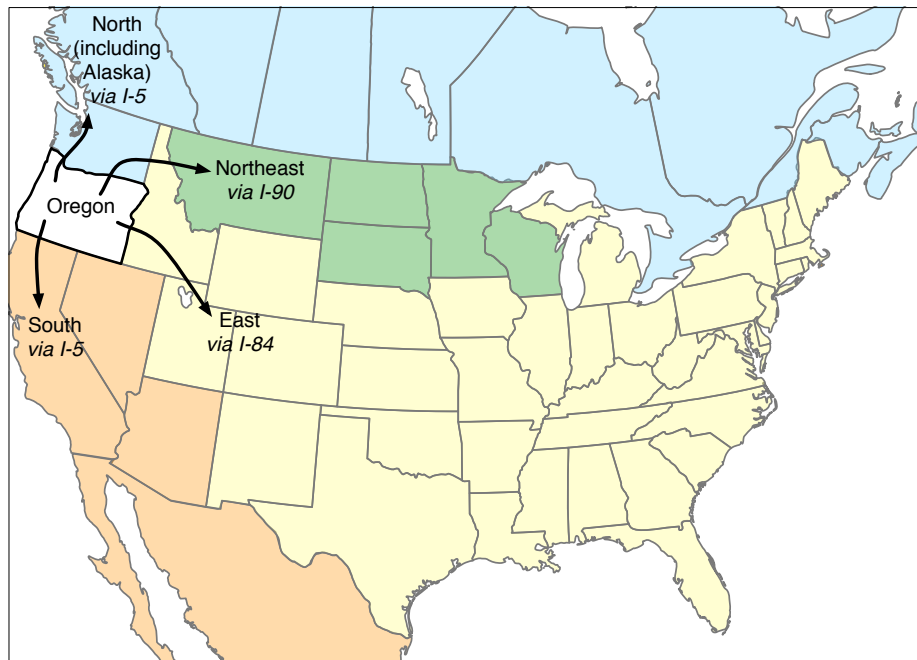 North
(including
Alaska)
via I-5
Northeast
via I-90
Oregon
South
via I-5
East
via I-84